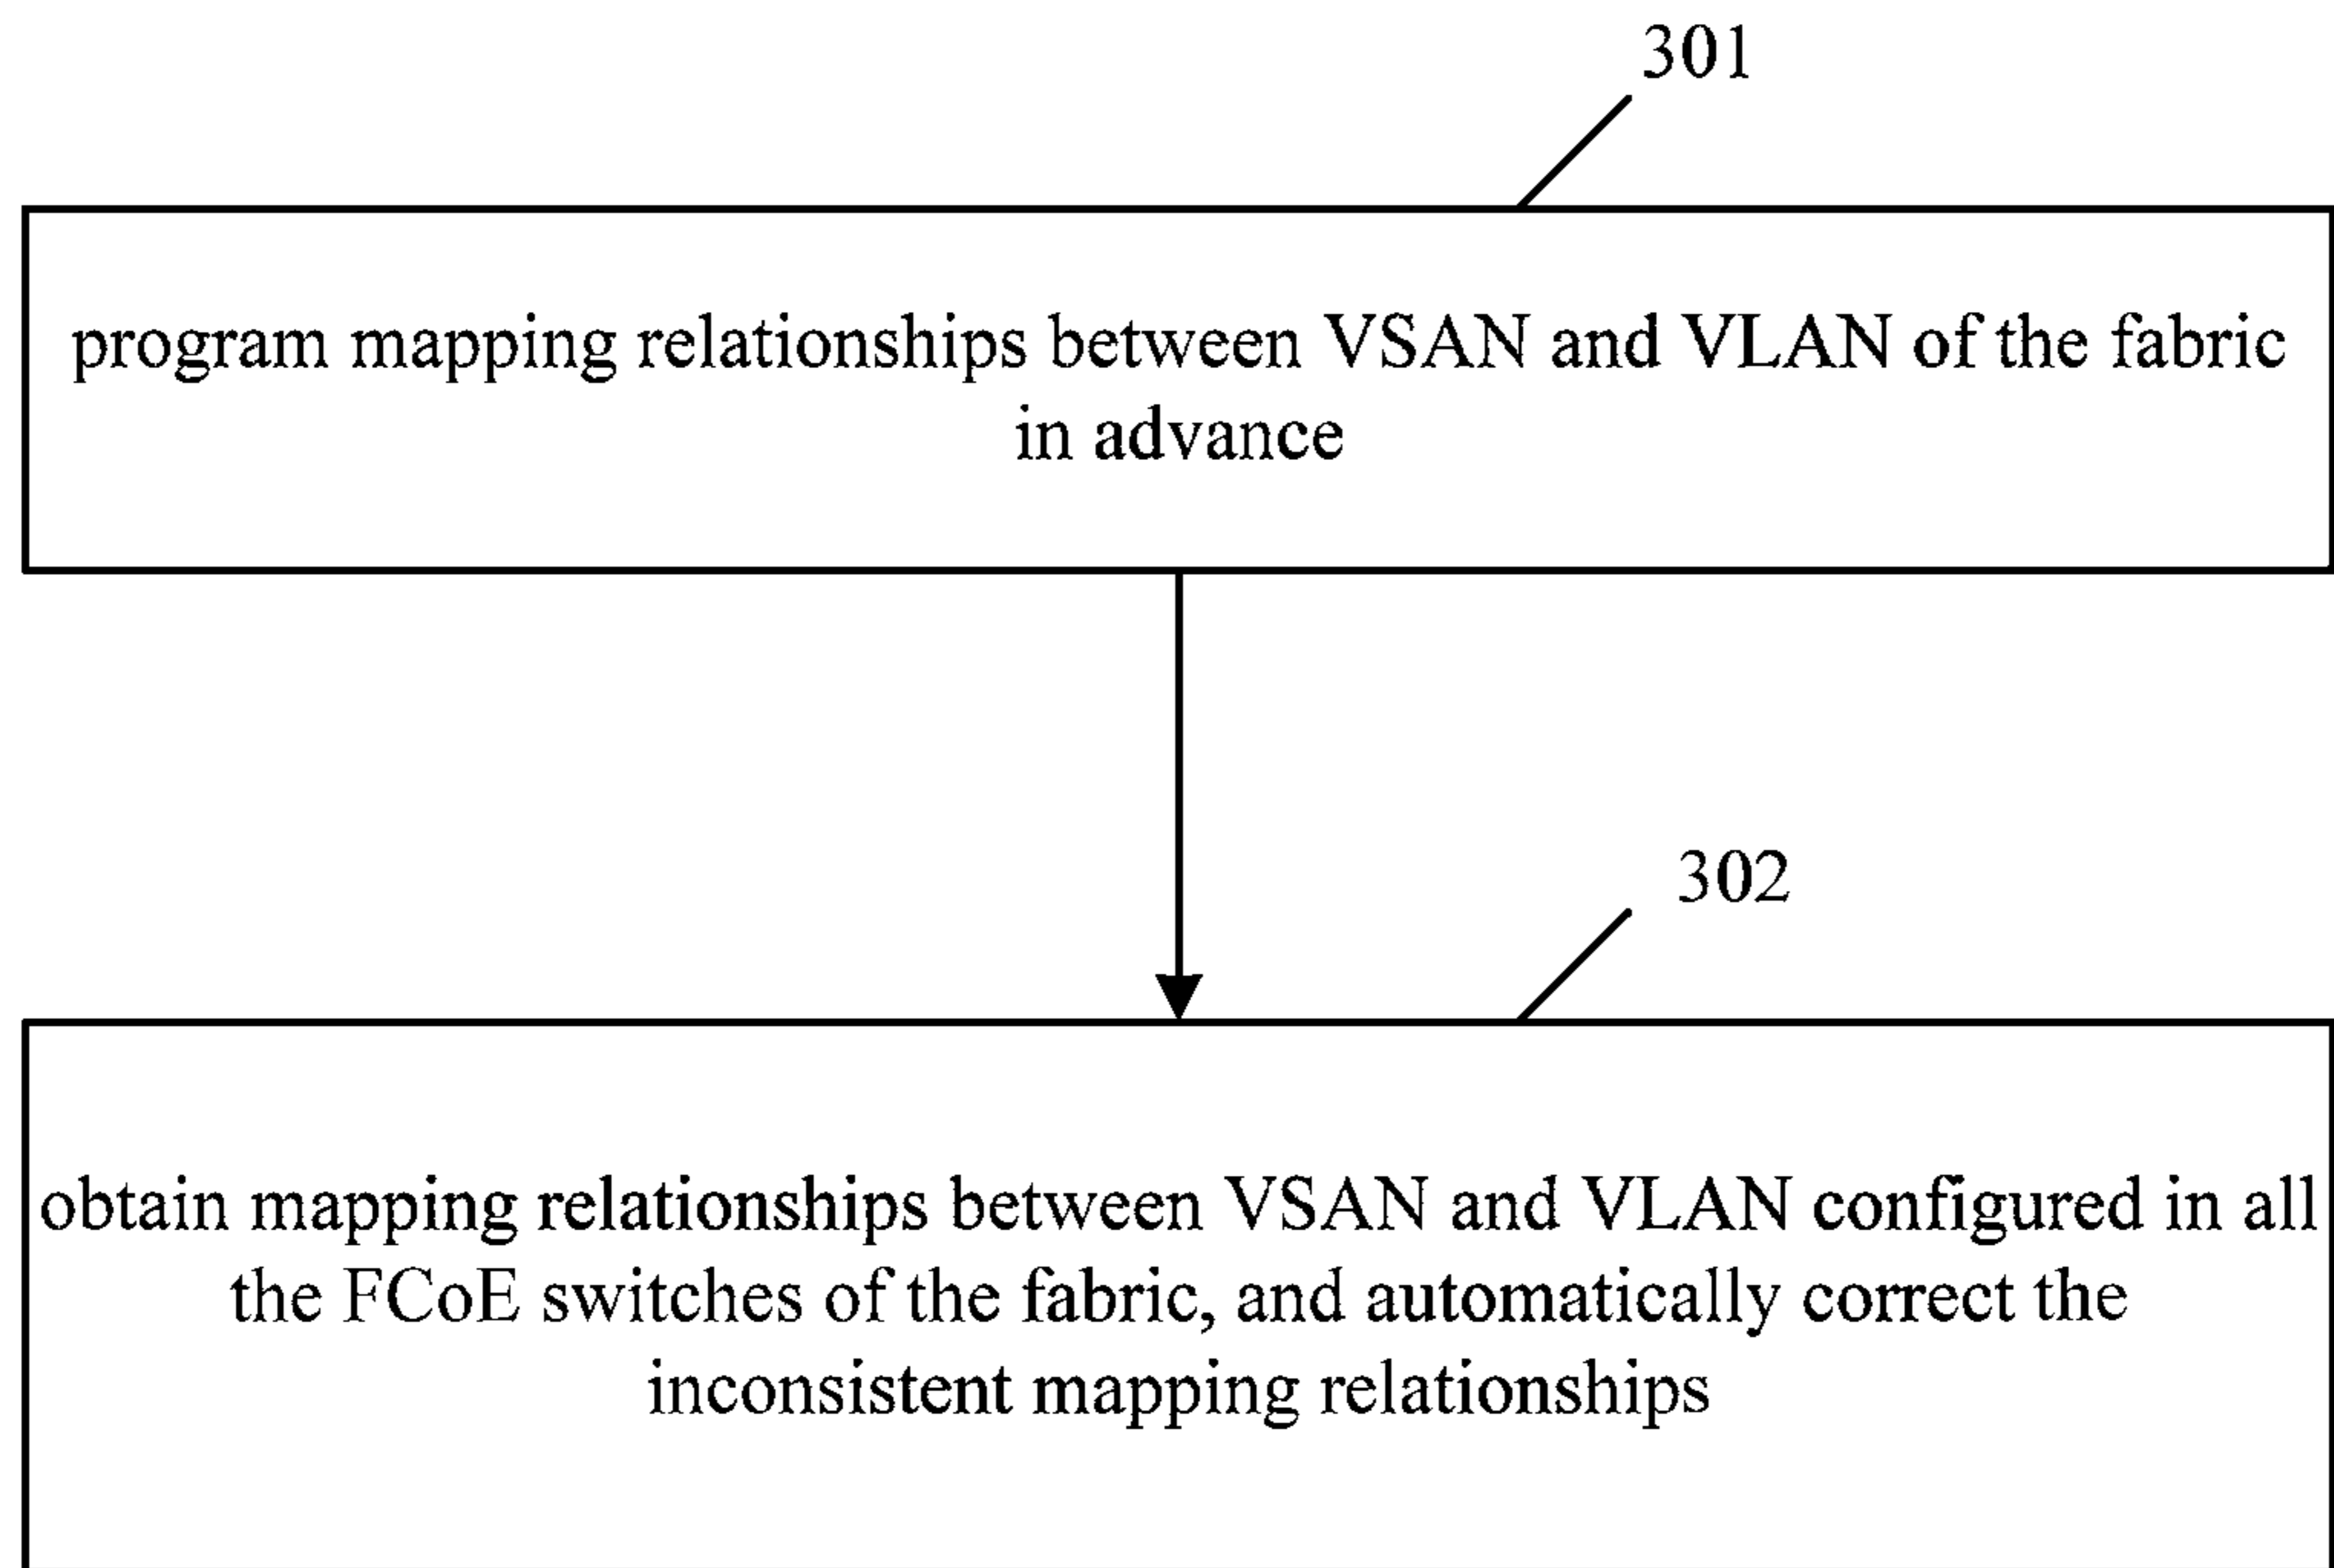 301
program mapping relationships between VSAN and VLAN of the fabric
in advance
302
obtain mapping relationships between VSAN and VLAN configured in all
the FCoE switches of the fabric, and automatically correct the
inconsistent mapping relationships